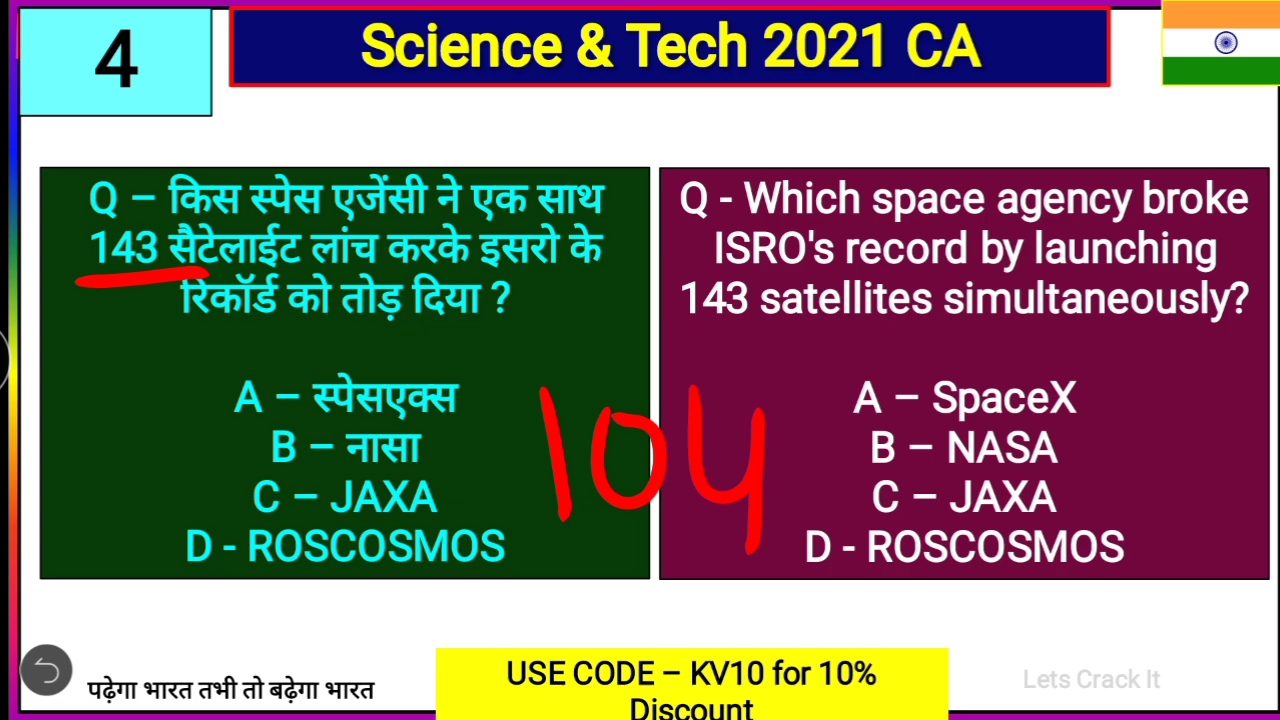 4
Science & Tech 2021 CA
Q – किस स्पेस एजेंसी ने एक साथ
143 सैटेलाईट लांच करके इसरो के
रिकॉर्ड को तोड़ दिया ?
A – स्पेसएक्स
B – नासा
C – JAXA
D - ROSCOSMOS
104
Q - Which space agency broke
ISRO's record by launching
143 satellites simultaneously?
A – SpaceX
B – NASA
C – JAXA
D - ROSCOSMOS
पढ़ेगा भारत तभी तो बढ़ेगा भारत
USE CODE – KV10 for 10%
Discount
Lets Crack It